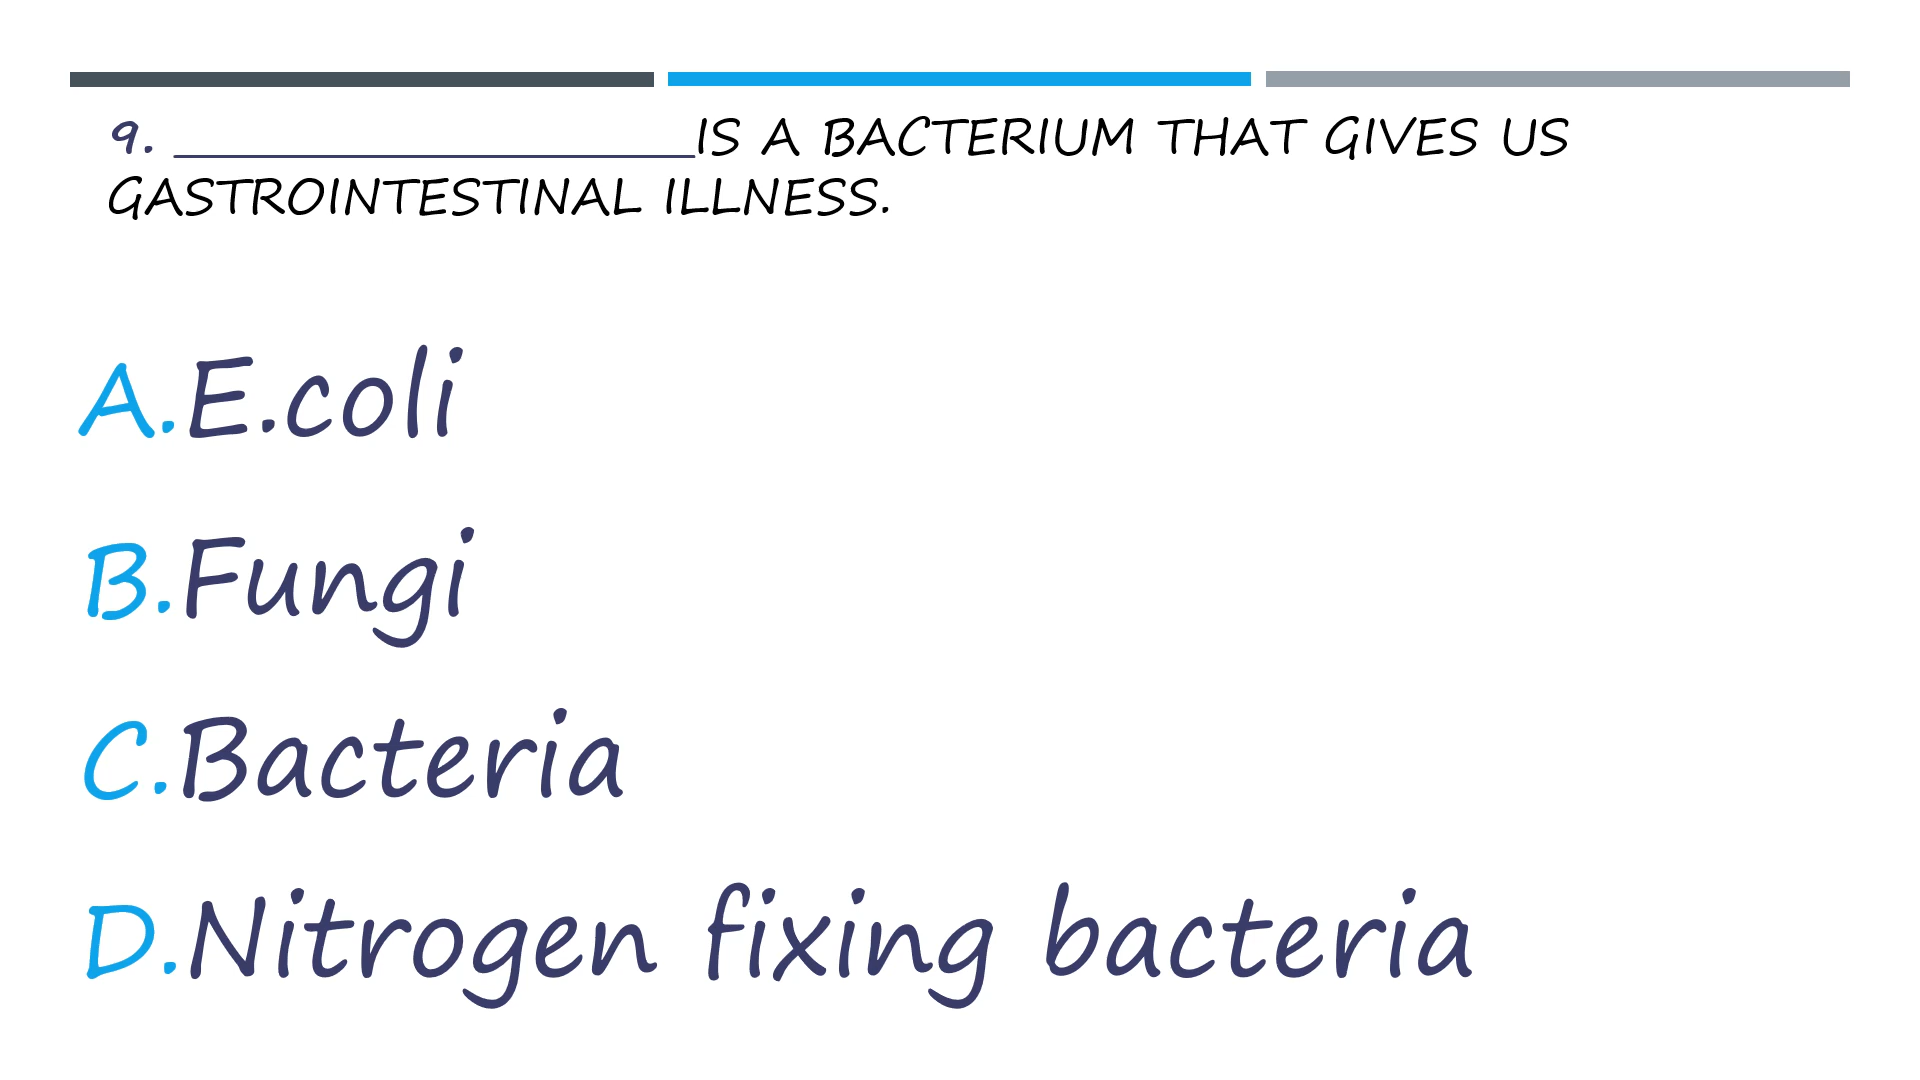 9. ____________________IS A BACTERIUM THAT GIVES US
GASTROINTESTINAL ILLNESS.
A.E.coli
B.Fungi
C.Bacteria
D.Nitrogen fixing bacteria